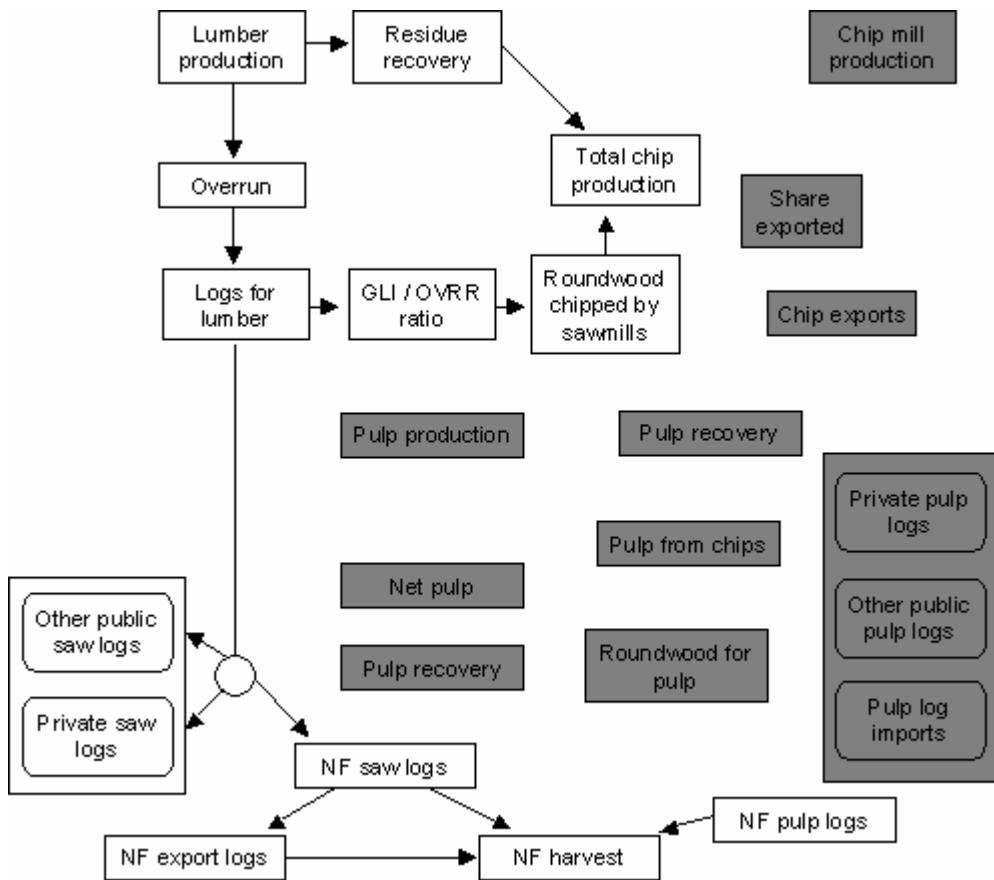 Lumber
production
Residue
recovery
Chip mill
production
Total chip
production
Overrun
Share
exported
Logs for
lumber
GLI / OVRR
ratio
Roundwood
chipped by
sawmills
Chip exports
Pulp production
Pulp recovery
Private pulp
logs
Pulp from chips
Net pulp
Other public
saw logs
Other public
pulp logs
Pulp recovery
Roundwood for
pulp
Private saw
logs
Pulp log
imports
NF saw logs
NF pulp logs
NF export logs
NF harvest